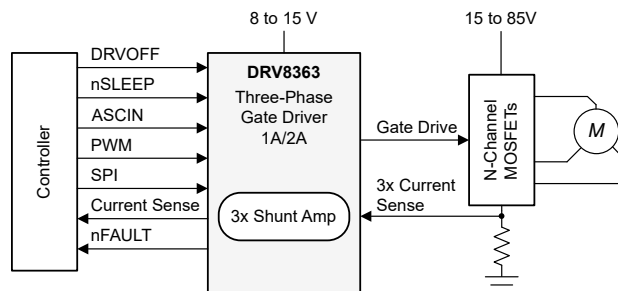 8 to 15 V
15 to 85V
Controller
DRVOFF
nSLEEP
ASCIN
PWM
SPI
Current Sense
nFAULT
DRV8363
Three-Phase
Gate Driver
1A/2A
3x Shunt Amp
Gate Drive
3x Current
Sense
N-Channel
MOSFETs
M